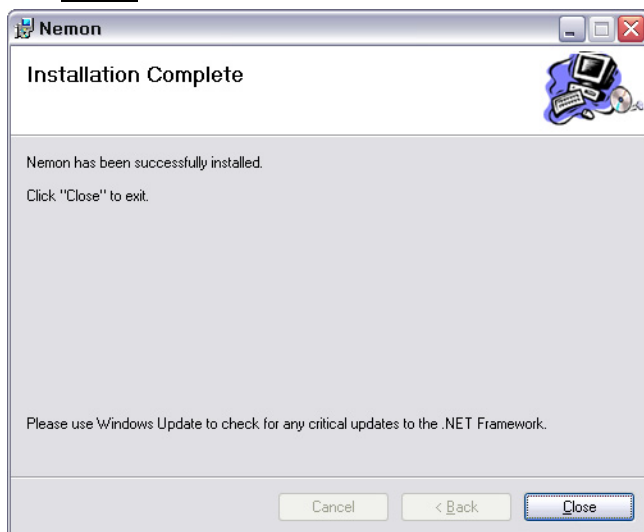 Nemon
Installation Complete
Nemon has been successfully installed.
Click "Close" to exit.
Please use Windows Update to check for any critical updates to the .NET Framework.
Cancel
< Back
Close